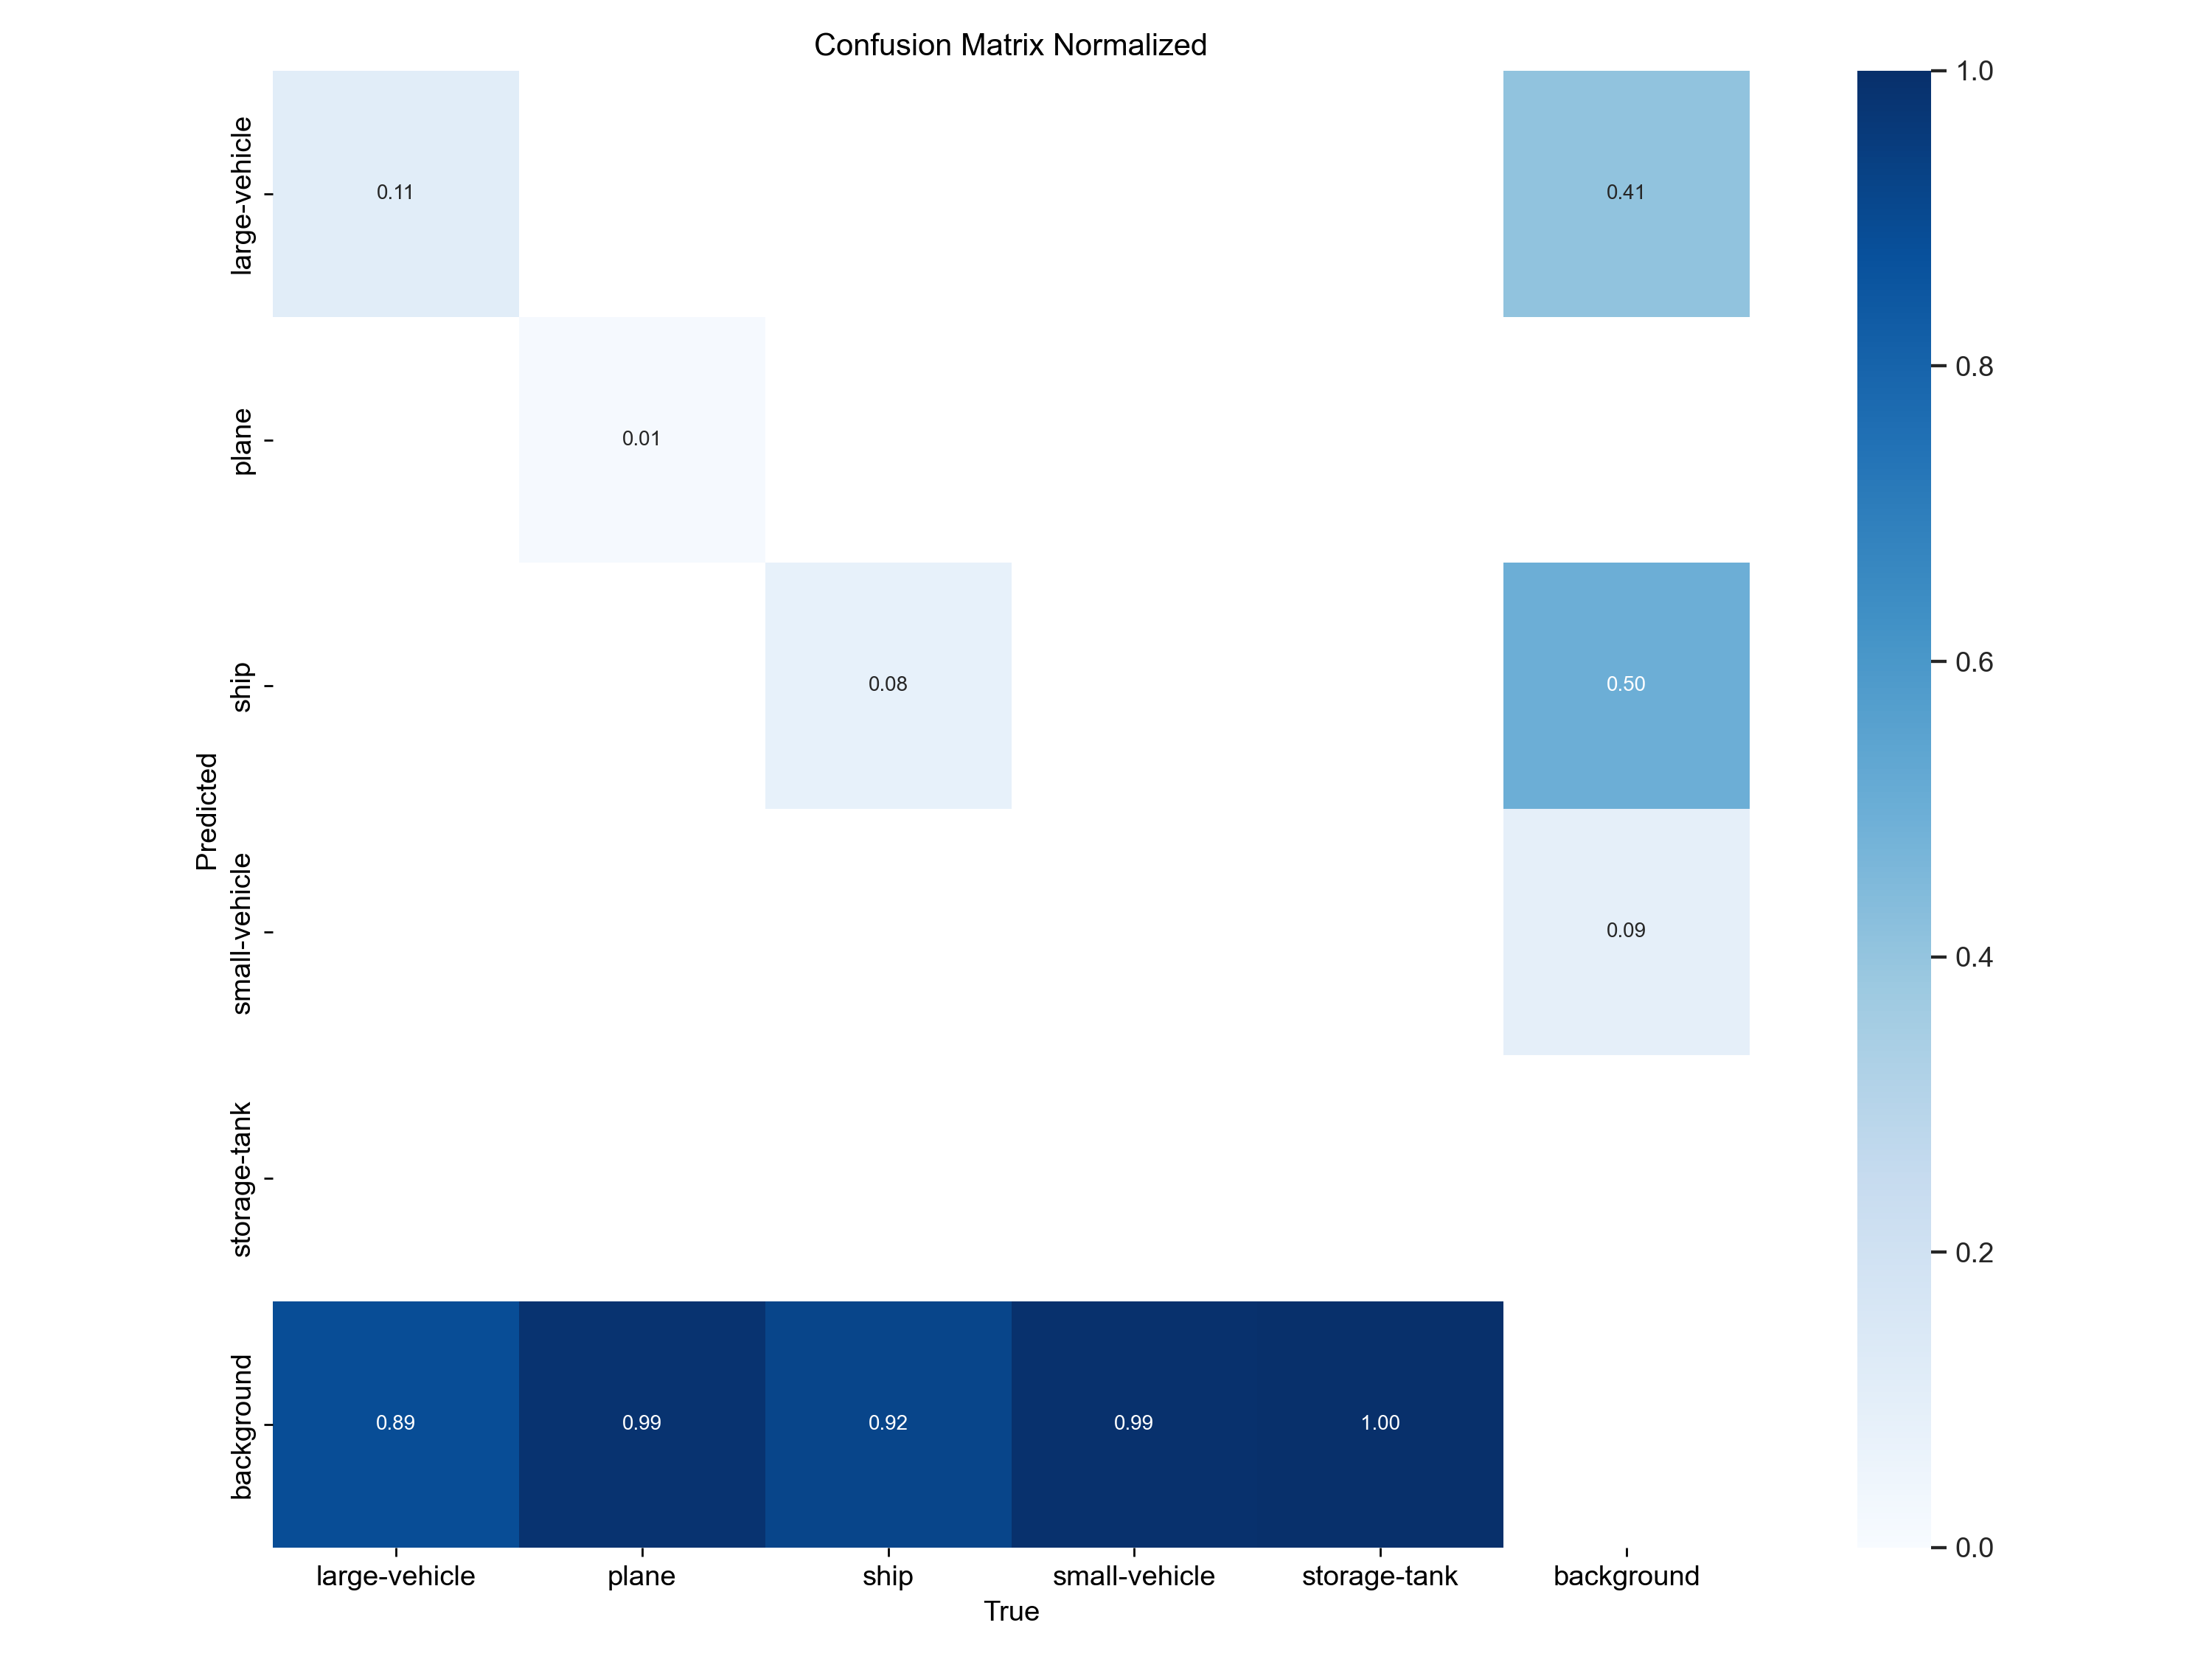 Confusion Matrix Normalized
large-vehicle
0.11
0.41
1.0
0.8
plane
0.01
ship
0.08
0.50
0.6
Predicted
small-vehicle
0.09
0.4
storage-tank
0.2
background
0.89
0.99
0.92
0.99
1.00
0.0
large-vehicle
plane
ship
small-vehicle
storage-tank
background
True